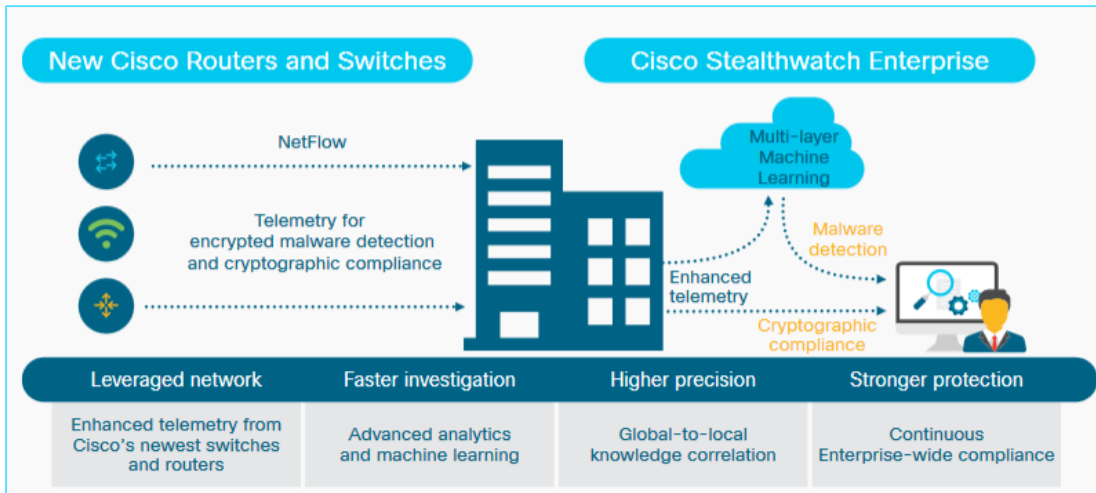 New Cisco Routers and Switches
Cisco Stealthwatch Enterprise
NetFlow
Telemetry for
encrypted malware detection
and cryptographic compliance
Multi-layer
Machine
Learning
Malware
detection
Enhanced
telemetry
Cryptographic
compliance
Leveraged network
Faster investigation
Higher precision
Stronger protection
Enhanced telemetry from
Cisco's newest switches
and routers
Advanced analytics
and machine learning
Global-to-local
knowledge correlation
Continuous
Enterprise-wide compliance